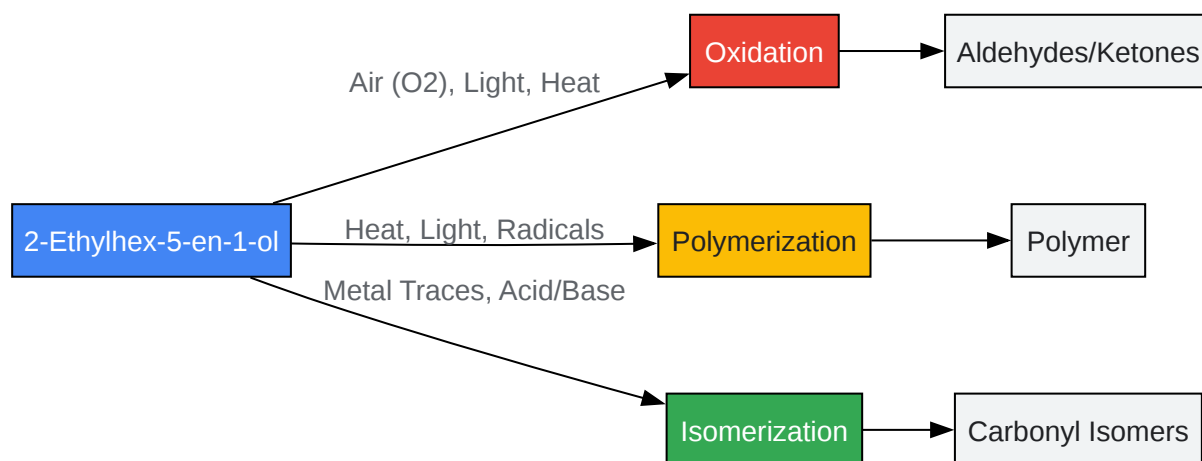 Oxidation
Aldehydes/Ketones
Air (O2), Light, Heat
2-Ethylhex-5-en-1-ol
Heat, Light, Radicals
Polymerization
Polymer
Metal Traces, Acid/Base
Isomerization
Carbonyl Isomers